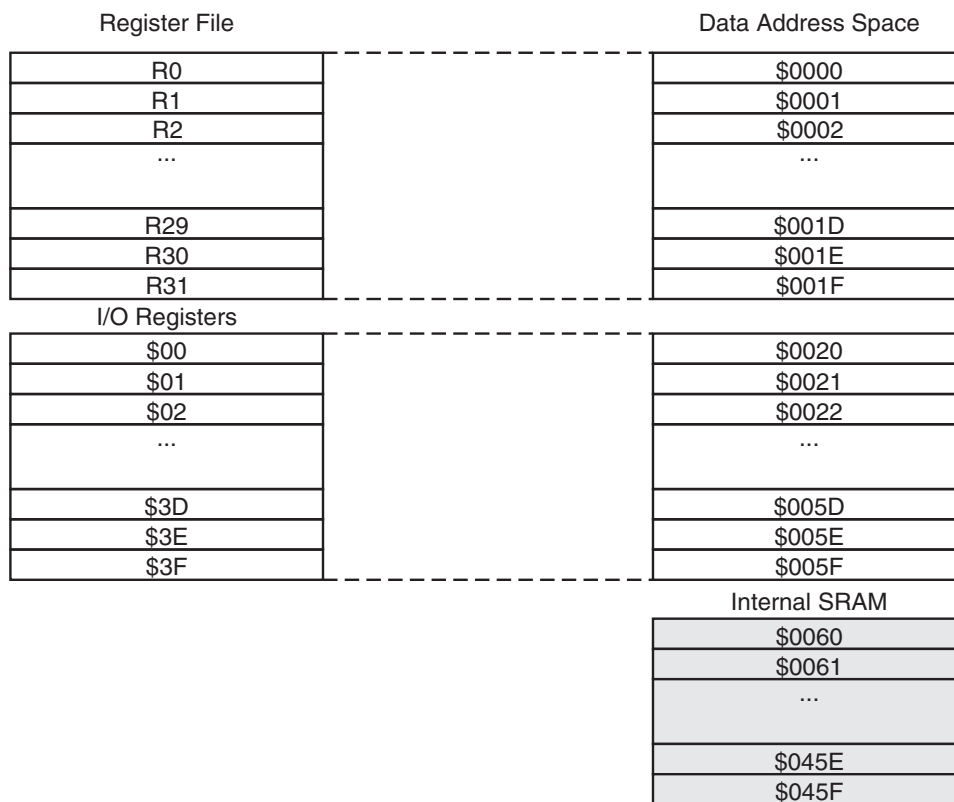 Register File Data Address Space
R0 $0000
R1 $0001
R2 $0002
... ...
R29 $001D
R30 $001E
R31 $001F
I/O Registers
$00 $0020
$01 $0021
$02 $0022
... ...
$3D $005D
$3E $005E
$3F $005F
Internal SRAM
$0060
$0061
...
$045E
$045F